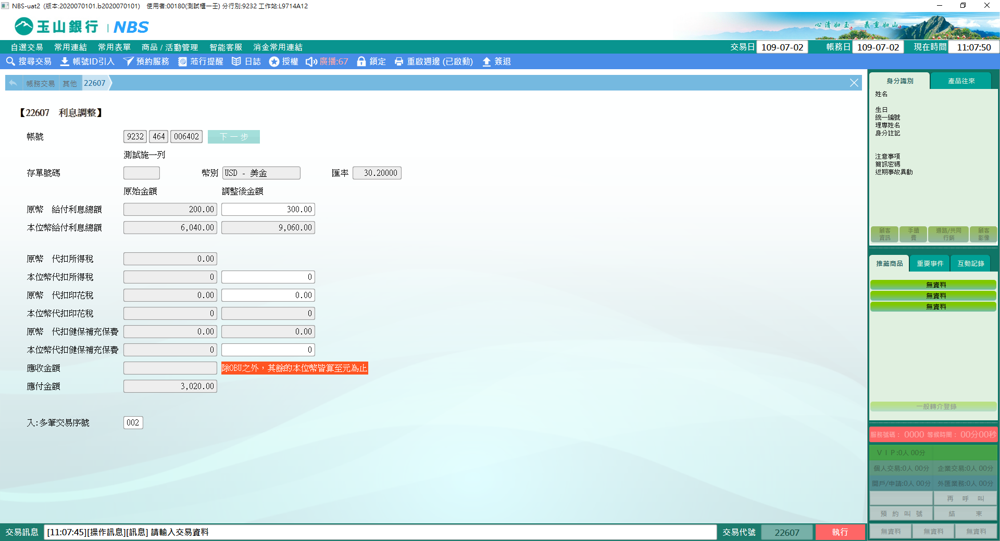 NBS-uat2 (版本:2020070101.b2020070101) 使用者:00180(測試櫃一王) 分行別:9232 工作站:L9714A12
玉山銀行 | NBS
心清如玉。義重如山。
自選交易 常用連結 常用表單 商品 / 活動管理 智能客服 消金常用連結 交易日 109-07-02 帳務日 109-07-02 現在時間 11:07:50
搜尋交易 帳號ID引入 預約服務 蒞行提醒 日誌 授權 廣播:67 鎖定 重啟週邊 (已啟動) 簽退
帳務交易 其他 22607
【22607 利息調整】
帳號 9232 464 006402 下一步
測試施一列
存單號碼 幣別 USD - 美金 匯率 30.20000
原始金額 調整後金額
原幣 給付利息總額 200.00 300.00
本位幣給付利息總額 6,040.00 9,060.00
原幣 代扣所得稅 0.00
本位幣代扣所得稅 0 0
原幣 代扣印花稅 0.00 0.00
本位幣代扣印花稅 0 0
原幣 代扣健保補充保費 0.00 0.00
本位幣代扣健保補充保費 0 0
應收金額 除OBU之外，其餘的本位幣皆算至元為止
應付金額 3,020.00
入:多筆交易序號 002
交易訊息 [11:07:45][操作訊息][訊息] 請輸入交易資料 交易代號 22607 執行
身分識別 產品往來
姓名
生日
統一編號
理專姓名
身分註記
注意事項
簡訊密碼
近期事故異動
顧客資訊 手續費 通路/共同行銷 顧客影像
推薦商品 重要事件 互動記錄
無資料
無資料
無資料
一般轉介登錄
服務號碼： 0000 等候時間： 00分00秒
ＶＩＰ:0人 00分
個人交易:0人 00分 企業交易:0人 00分
開戶/申請:0人 00分 外匯業務:0人 00分
再 呼 叫
預 約 叫 號 結 束
無資料 無資料 無資料